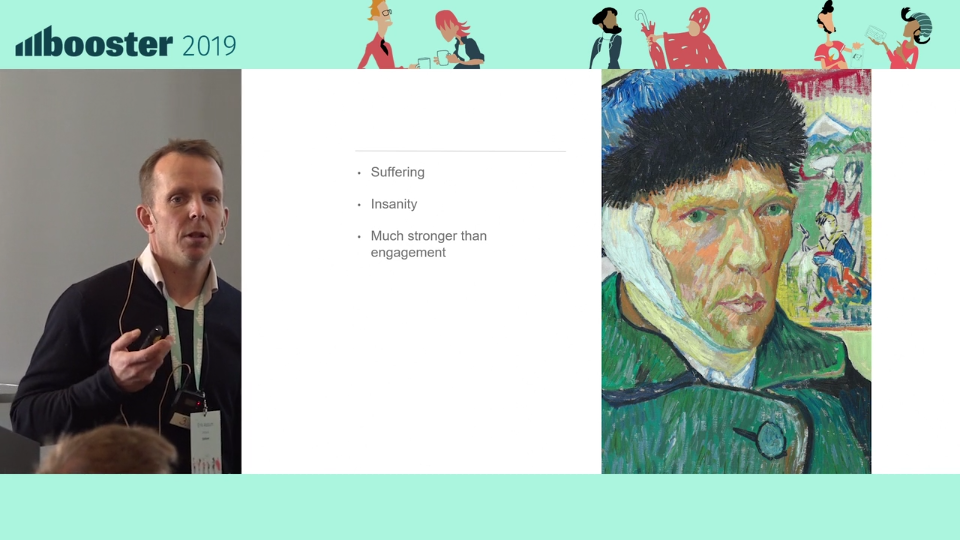 booster 2019
Suffering
Insanity
Much stronger than
engagement